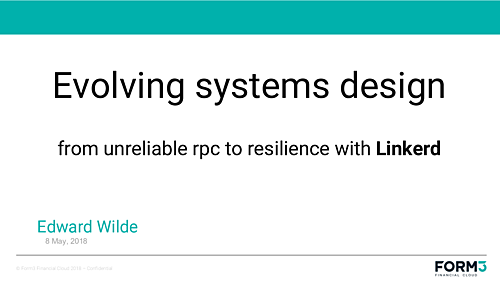 Evolving systems design
from unreliable rpc to resilience with Linkerd
Edward Wilde
8 May, 2018
© Form3 Financial Cloud 2018 – Confidential
FORM3
FINANCIAL CLOUD